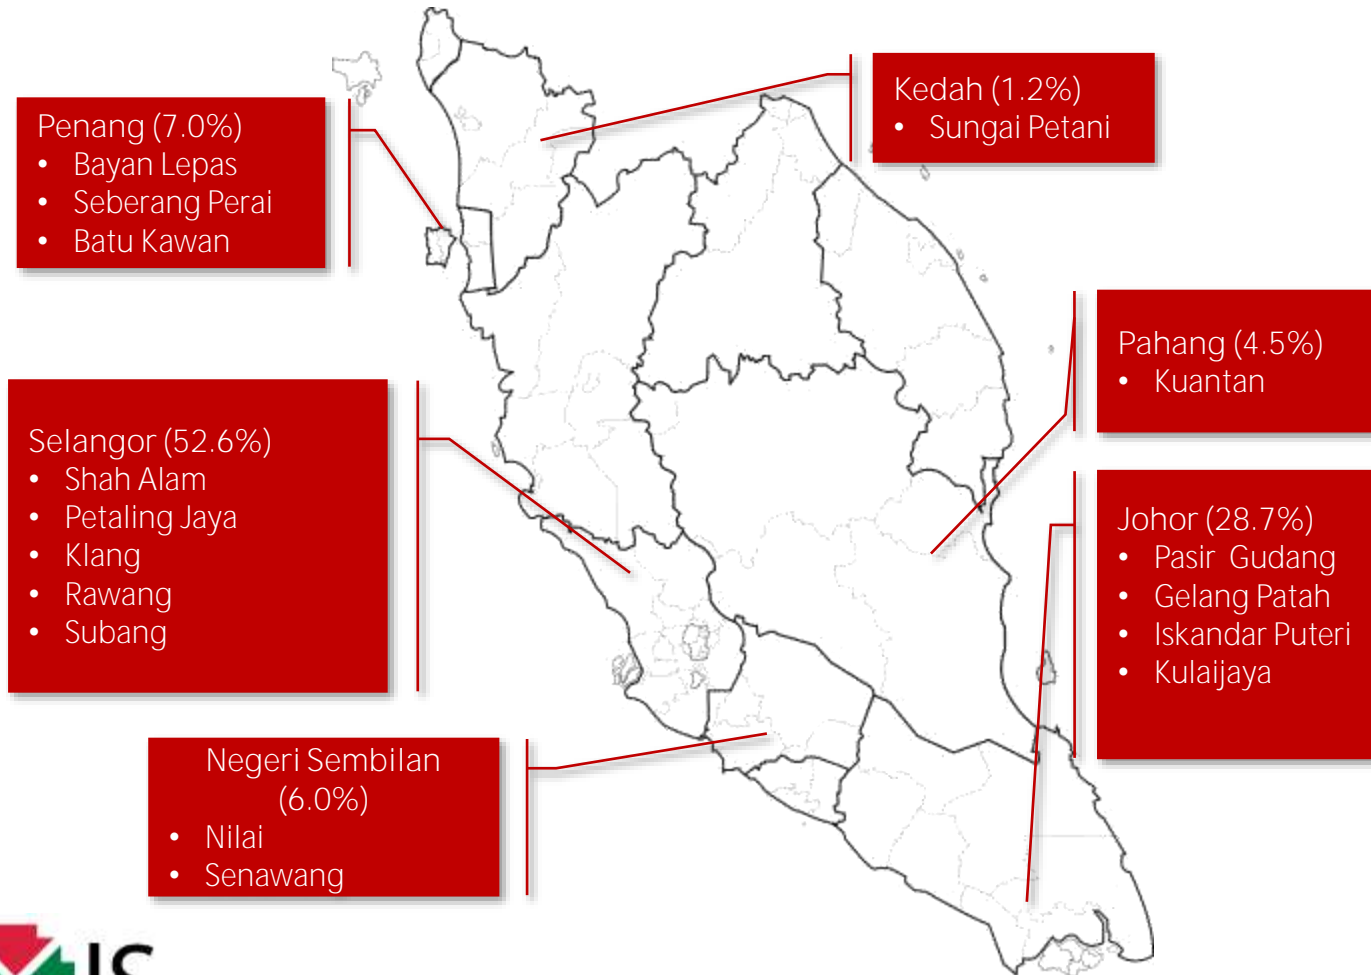 Kedah (1.2%)
• Sungai Petani
Penang (7.0%)
• Bayan Lepas
• Seberang Perai
• Batu Kawan
Pahang (4.5%)
• Kuantan
Selangor (52.6%)
• Shah Alam
• Petaling Jaya
• Klang
• Rawang
• Subang
Johor (28.7%)
• Pasir Gudang
• Gelang Patah
• Iskandar Puteri
• Kulaijaya
Negeri Sembilan
(6.0%)
• Nilai
• Senawang